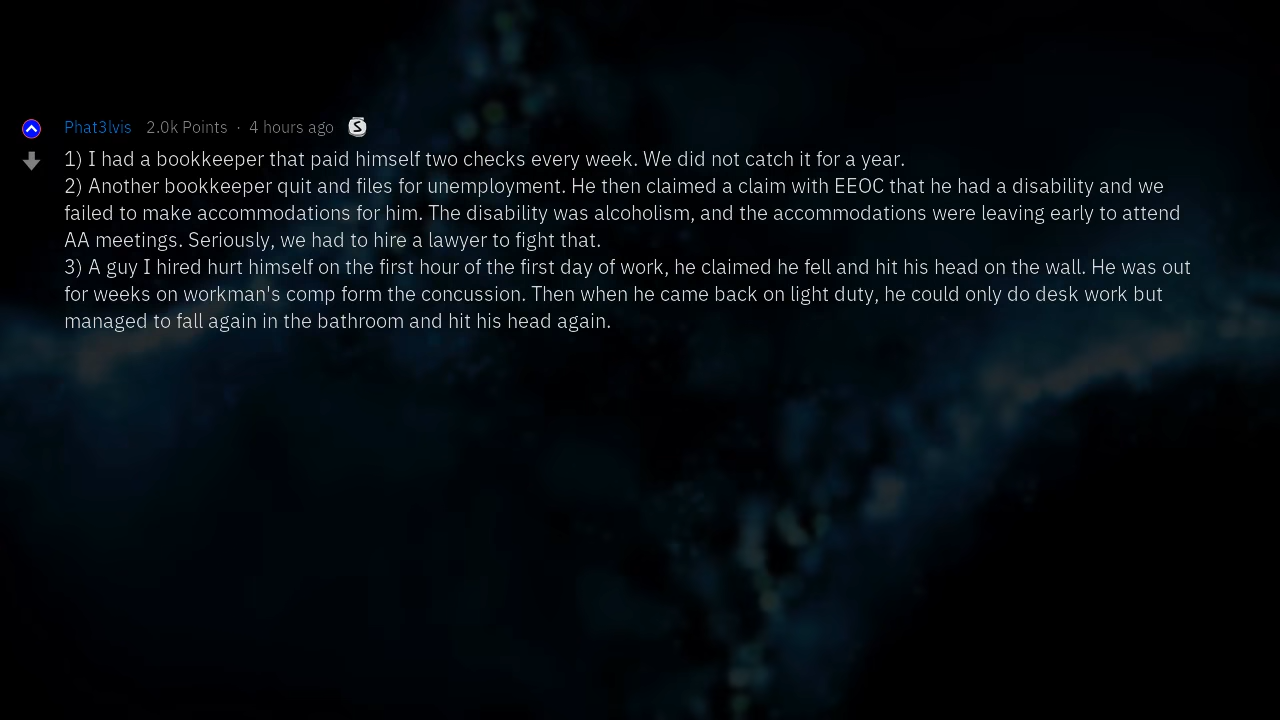 Phat3lvis 2.0k Points · 4 hours ago S
1) I had a bookkeeper that paid himself two checks every week. We did not catch it for a year.
2) Another bookkeeper quit and files for unemployment. He then claimed a claim with EEOC that he had a disability and we
failed to make accommodations for him. The disability was alcoholism, and the accommodations were leaving early to attend
AA meetings. Seriously, we had to hire a lawyer to fight that.
3) A guy I hired hurt himself on the first hour of the first day of work, he claimed he fell and hit his head on the wall. He was out
for weeks on workman's comp form the concussion. Then when he came back on light duty, he could only do desk work but
managed to fall again in the bathroom and hit his head again.